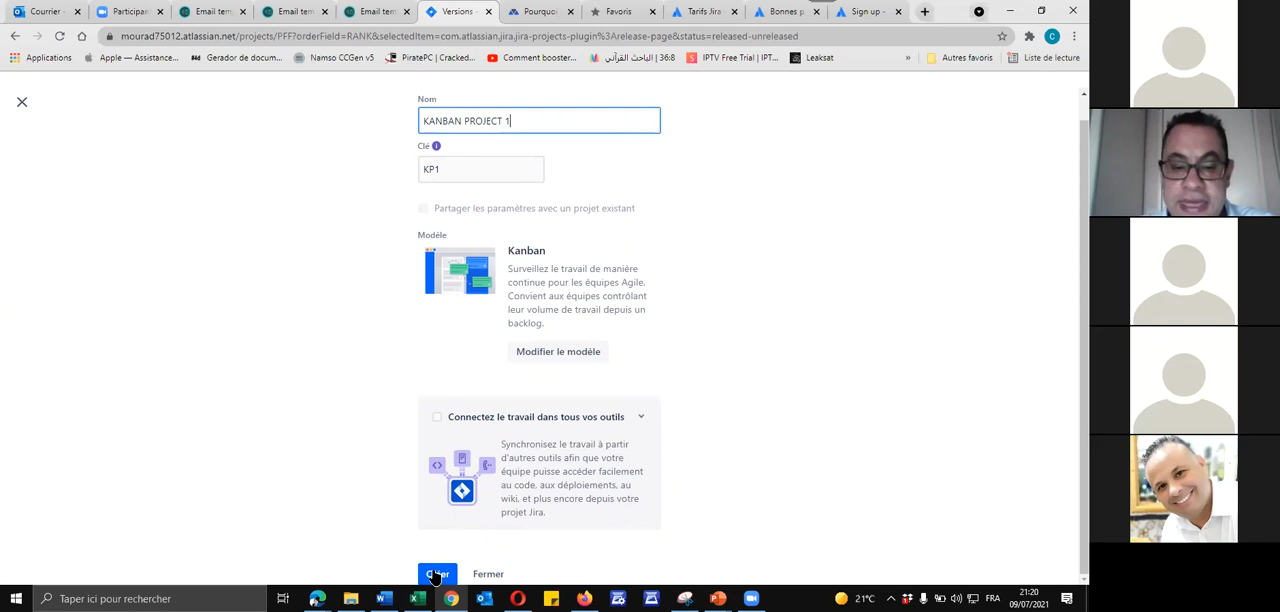 Courrier -
Participan
Email tem
Email tem
Email tem
Versions -
Pourquoi
Favoris
Tarifs Jira
Bonnes p
Sign up -
mourad75012.atlassian.net/projects/PFF?orderField=RANK&selectedItem=com.atlassian.jira.jira-projects-plugin%3Arelease-page&status=released-unreleased
C
Applications
Apple — Assistance...
Gerador de docum...
Namso CCGen v5
PiratePC | Cracked...
Comment booster...
36:8 | الباحث القرآني
IPTV Free Trial | IPT...
Leaksat
»
Autres favoris
Liste de lecture
Nom
KANBAN PROJECT 1
Clé
KP1
Partager les paramètres avec un projet existant
Modèle
Kanban
Surveillez le travail de manière
continue pour les équipes Agile.
Convient aux équipes contrôlant
leur volume de travail depuis un
backlog.
Modifier le modèle
Connectez le travail dans tous vos outils
Synchronisez le travail à partir
d'autres outils afin que votre
équipe puisse accéder facilement
au code, aux déploiements, au
wiki, et plus encore depuis votre
projet Jira.
Fermer
Taper ici pour rechercher
21°C
FRA
21:20
09/07/2021